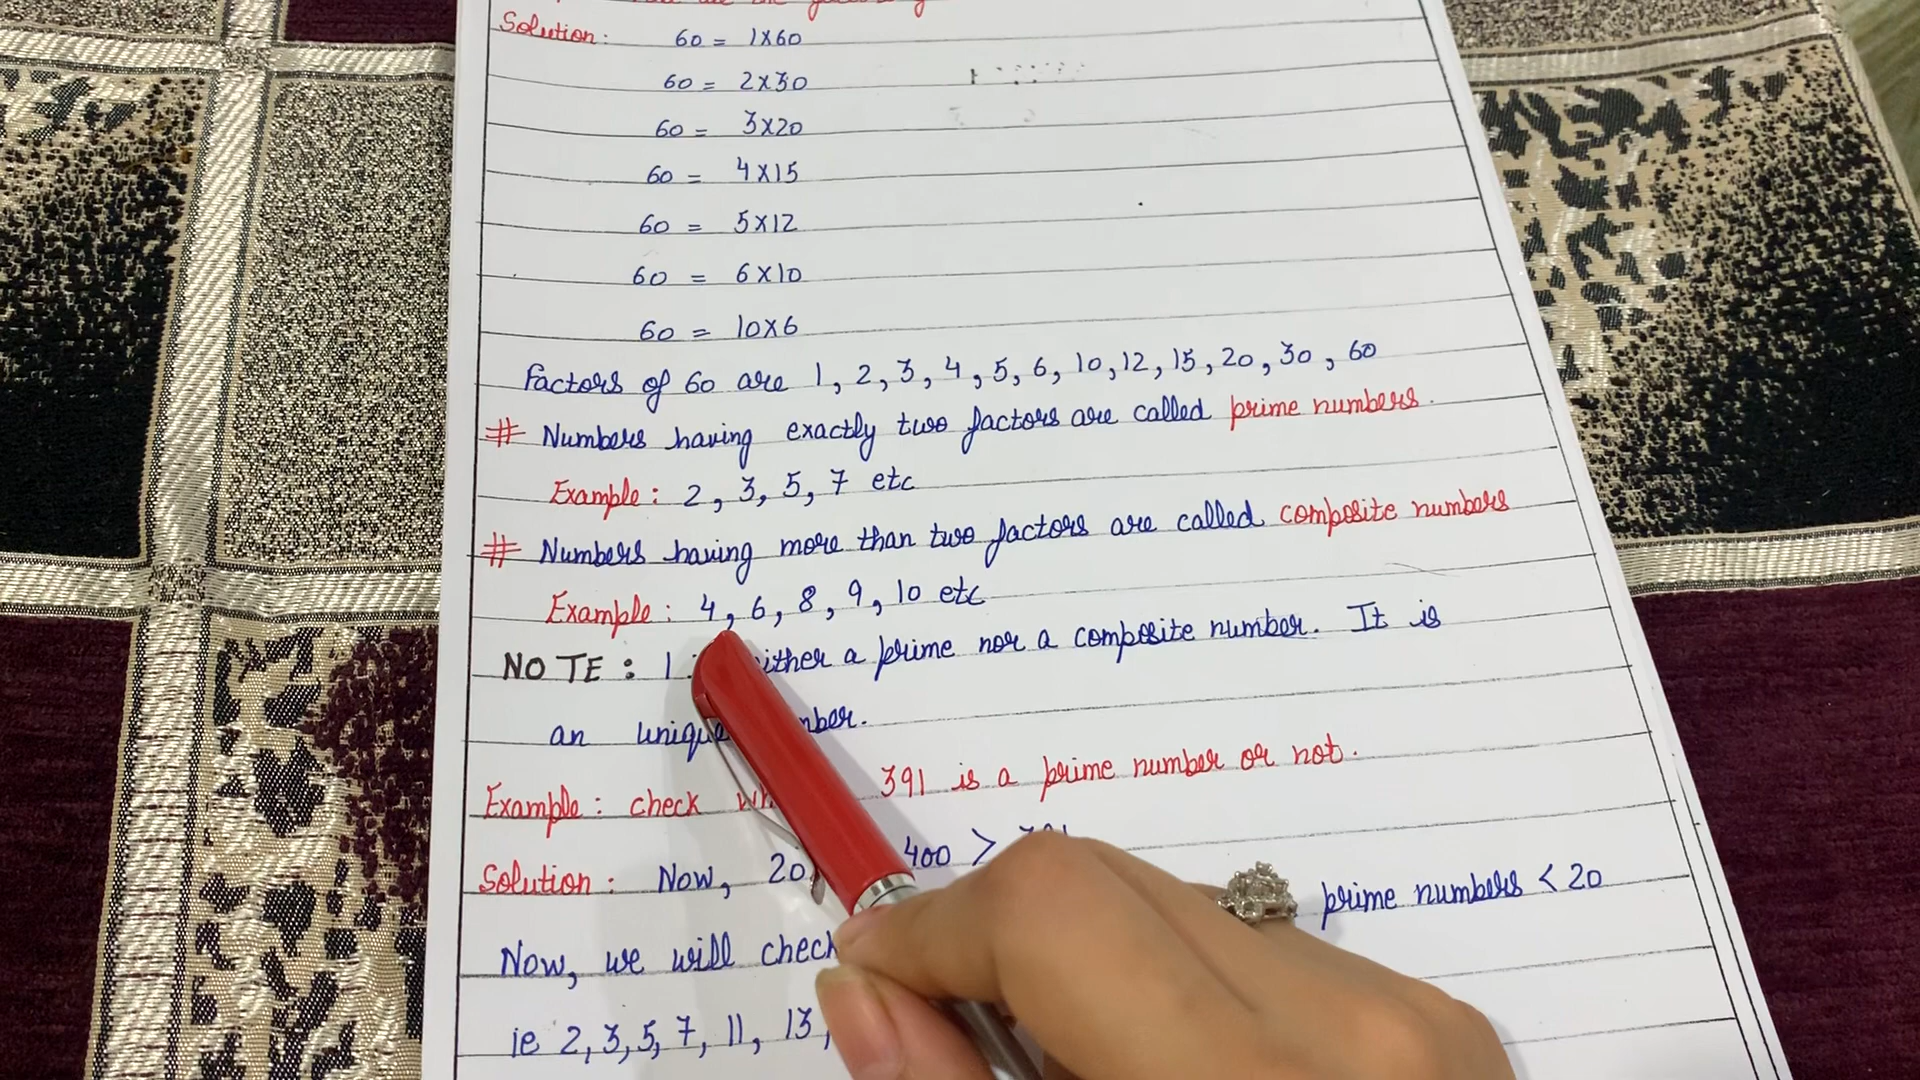 Solution: 60 = 1x60
60 = 2x30
60 = 3x20
60 = 4x15
60 = 5x12
60 = 6x10
60 = 10x6
Factors of 60 are 1, 2, 3, 4, 5, 6, 10, 12, 15, 20, 30, 60
# Numbers having exactly two factors are called prime numbers.
Example: 2, 3, 5, 7 etc
# Numbers having more than two factors are called composite numbers
Example: 4, 6, 8, 9, 10 etc
NOTE: 1 a prime nor a composite number. It is
an unique
Example: check 391 is a prime number or not.
Solution: Now, 20 400 > prime numbers < 20
Now, we will check
ie 2, 3, 5, 7, 11, 13,